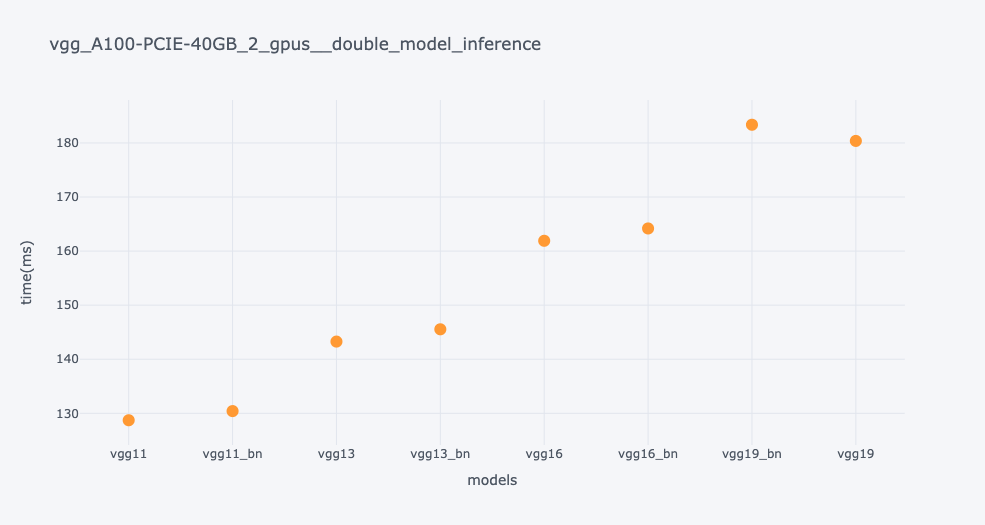 vgg_A100-PCIE-40GB_2_gpus__double_model_inference
180
170
160
150
140
130
time(ms)
vgg11 vgg11_bn vgg13 vgg13_bn vgg16 vgg16_bn vgg19_bn vgg19
models